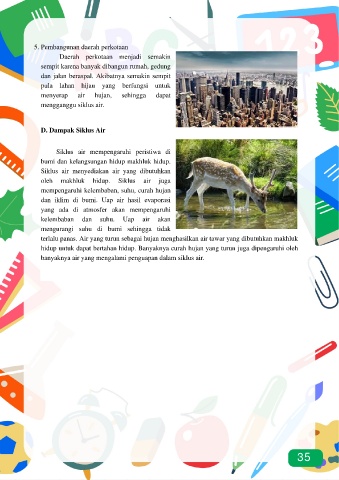 5. Pembangunan daerah perkotaan
Daerah perkotaan menjadi semakin
sempit karena banyak dibangun rumah, gedung
dan jalan beraspal. Akibatnya semakin sempit
pula lahan hijau yang berfungsi untuk
menyerap air hujan, sehingga dapat
mengganggu siklus air.
D. Dampak Siklus Air
Siklus air mempengaruhi peristiwa di
bumi dan kelangsungan hidup makhluk hidup.
Siklus air menyediakan air yang dibutuhkan
oleh makhluk hidup. Siklus air juga
mempengaruhi kelembaban, suhu, curah hujan
dan iklim di bumi. Uap air hasil evaporasi
yang ada di atmosfer akan mempengaruhi
kelembaban dan suhu. Uap air akan
mengurangi suhu di bumi sehingga tidak
terlalu panas. Air yang turun sebagai hujan menghasilkan air tawar yang dibutuhkan makhluk
hidup untuk dapat bertahan hidup. Banyaknya curah hujan yang turun juga dipengaruhi oleh
banyaknya air yang mengalami penguapan dalam siklus air.
35